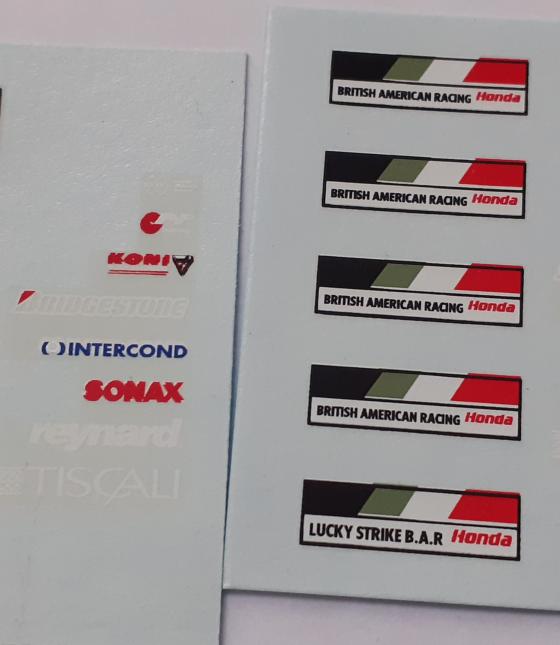 KONI
BRIDGESTONE
INTERCOND
SONAX
reynard
TISCALI
BRITISH AMERICAN RACING Honda
BRITISH AMERICAN RACING Honda
BRITISH AMERICAN RACING Honda
BRITISH AMERICAN RACING Honda
LUCKY STRIKE B.A.R Honda